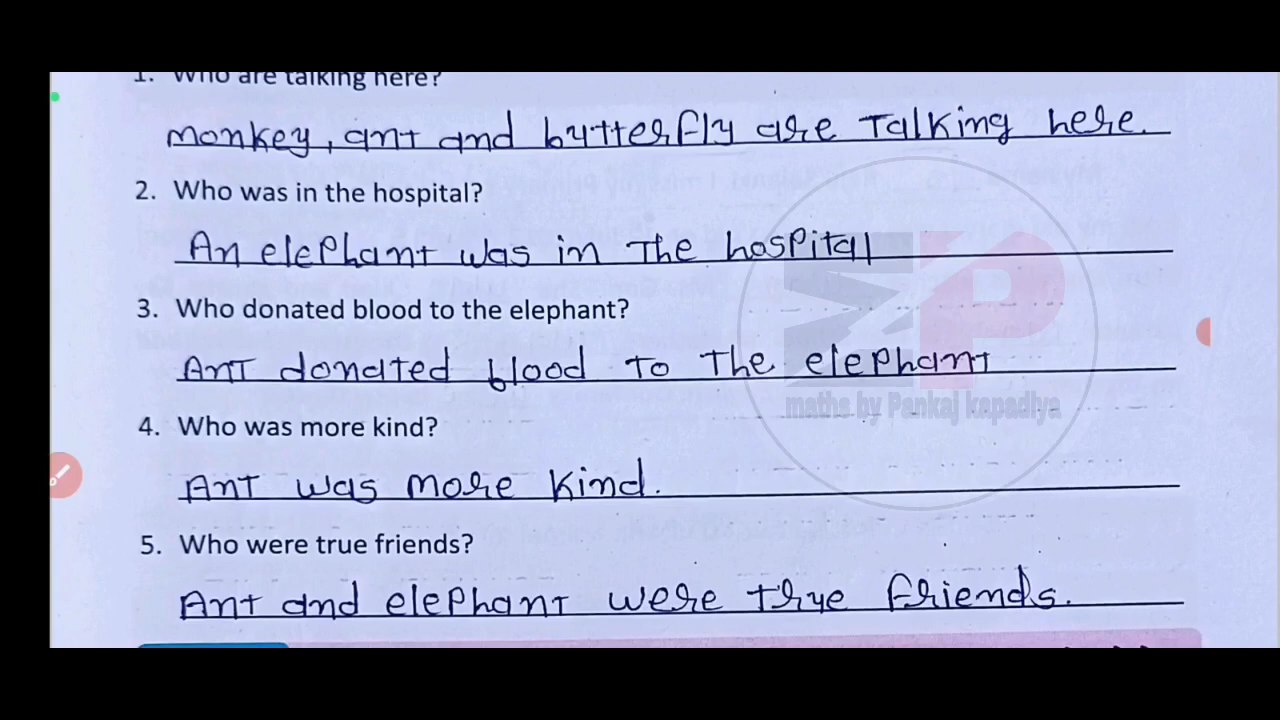 1. Who are talking here?
monkey, ant and butterfly are Talking here.
2. Who was in the hospital?
An elephant was in The hospital
3. Who donated blood to the elephant?
Ant donated blood to The elephant
maths by Pankaj kapadiya
4. Who was more kind?
Ant was more kind.
5. Who were true friends?
Ant and elephant were true friends.